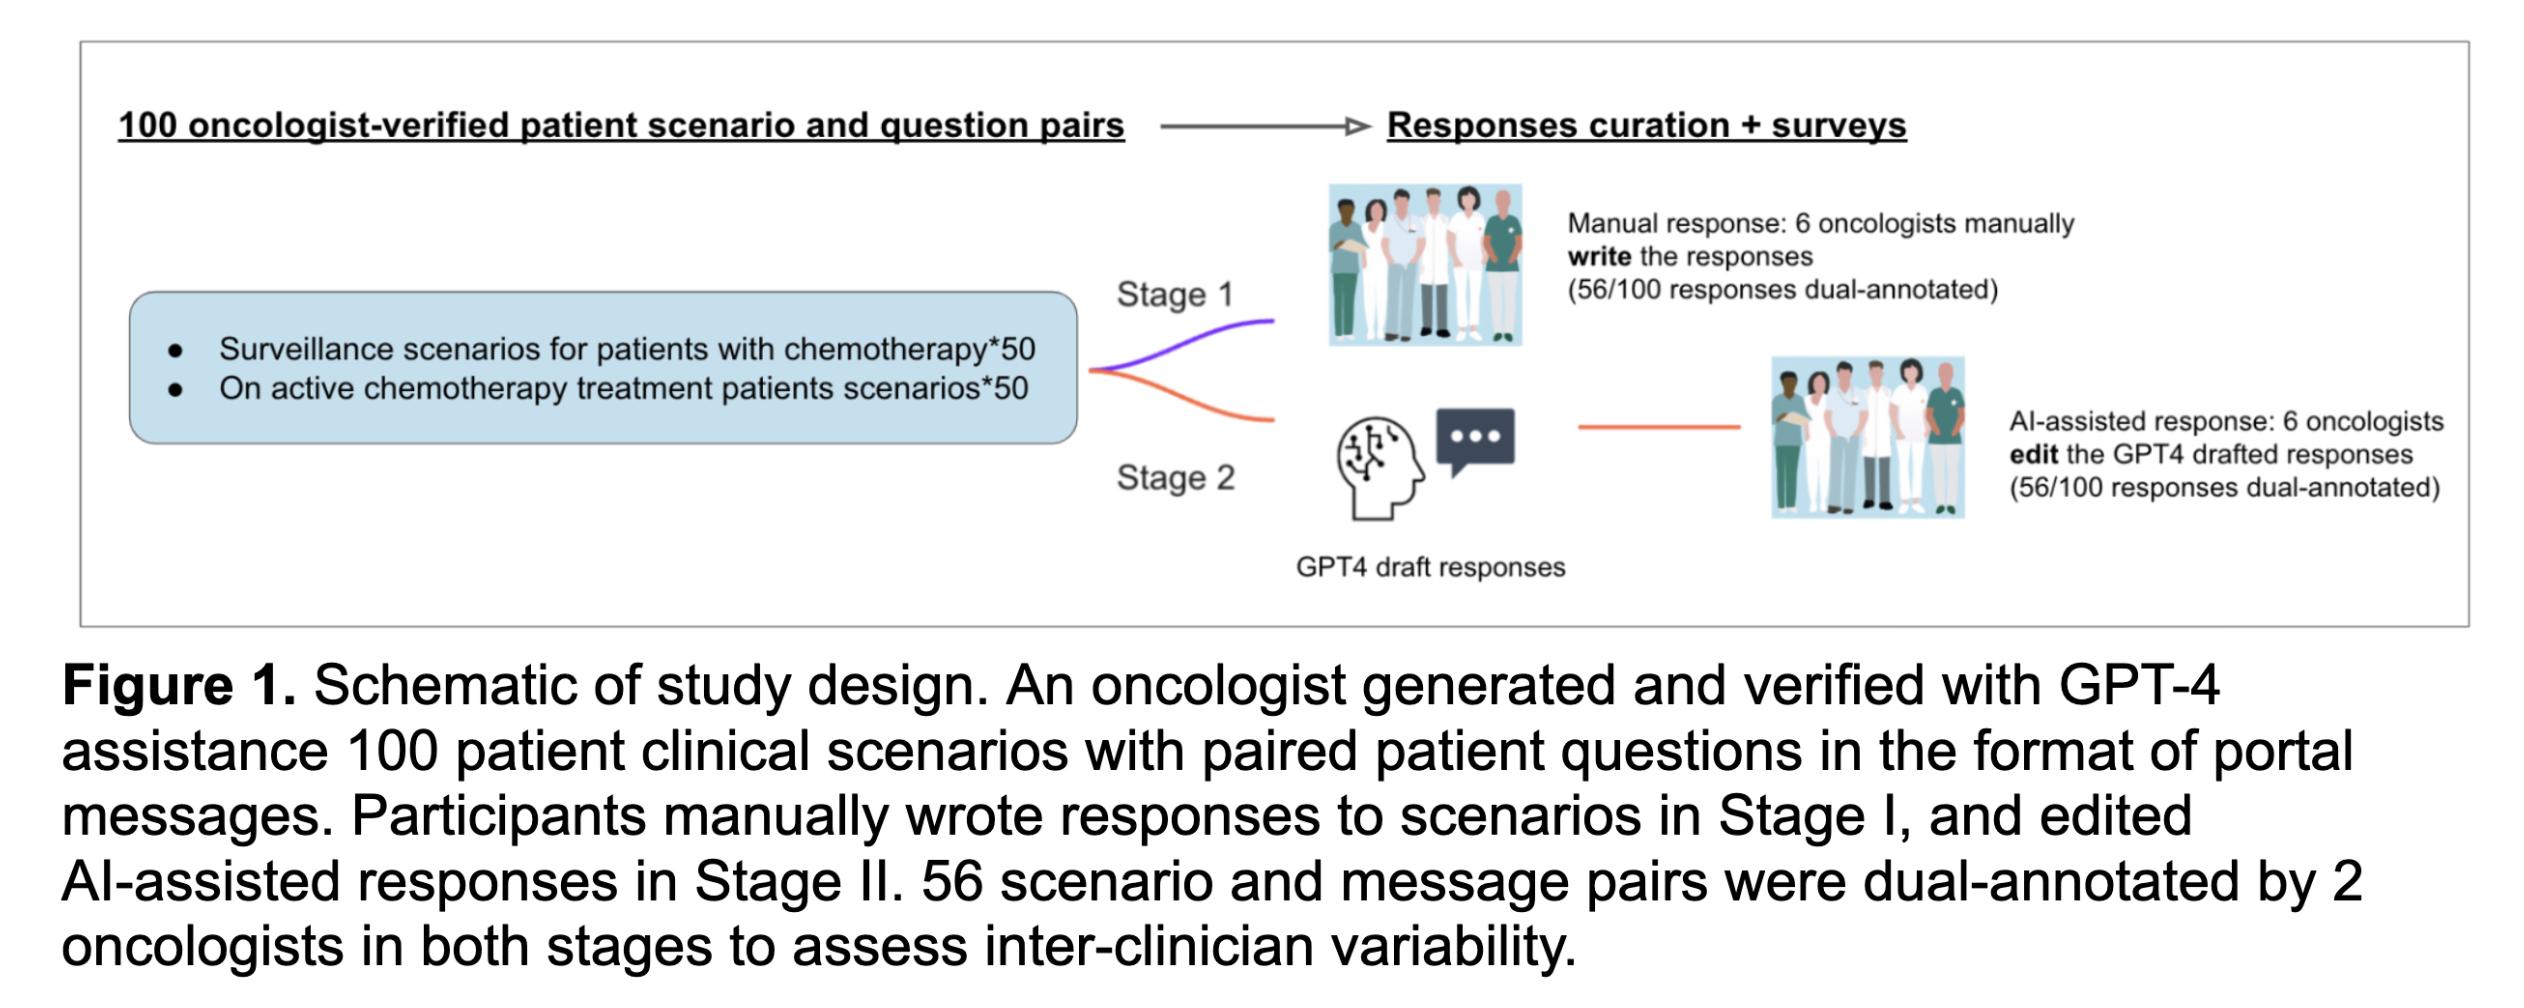 100 oncologist-verified patient scenario and question pairs
Responses curation + surveys
● Surveillance scenarios for patients with chemotherapy*50
● On active chemotherapy treatment patients scenarios*50
Stage 1
Manual response: 6 oncologists manually
write the responses
(56/100 responses dual-annotated)
Stage 2
GPT4 draft responses
AI-assisted response: 6 oncologists
edit the GPT4 drafted responses
(56/100 responses dual-annotated)
Figure 1. Schematic of study design. An oncologist generated and verified with GPT-4
assistance 100 patient clinical scenarios with paired patient questions in the format of portal
messages. Participants manually wrote responses to scenarios in Stage I, and edited
AI-assisted responses in Stage II. 56 scenario and message pairs were dual-annotated by 2
oncologists in both stages to assess inter-clinician variability.